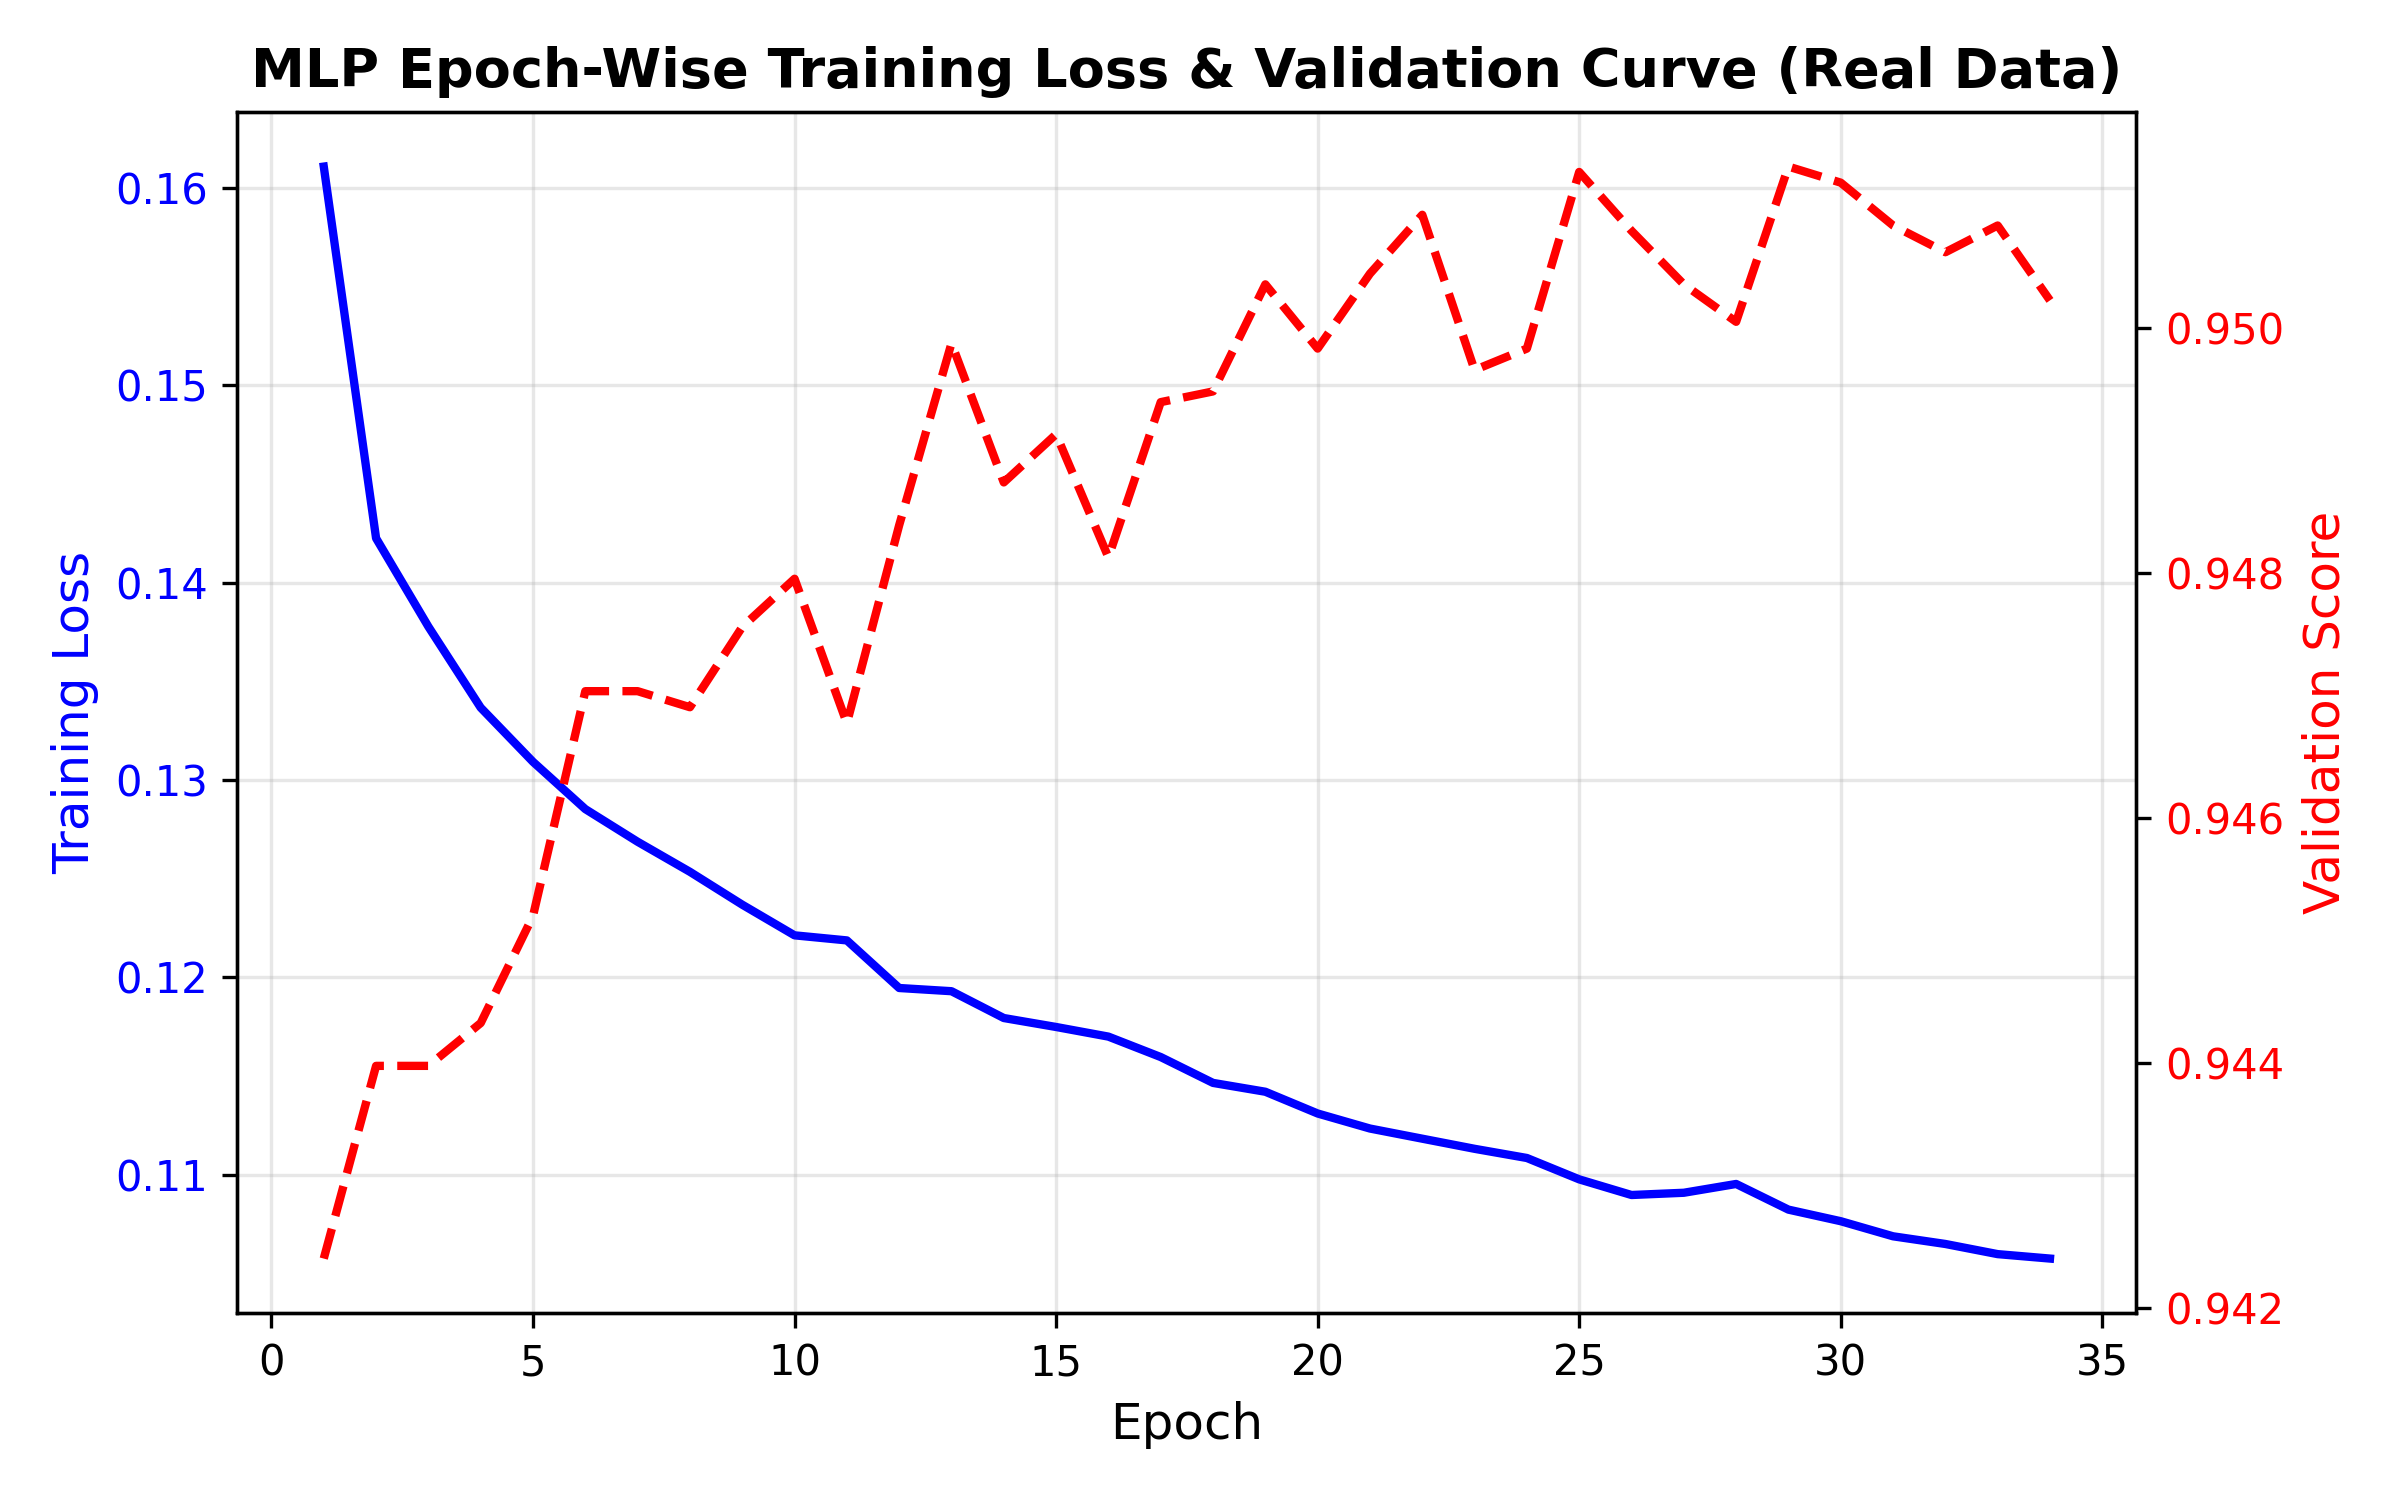 MLP Epoch-Wise Training Loss & Validation Curve (Real Data)
Training Loss
0.16
0.15
0.14
0.13
0.12
0.11
0.950
0.948
0.946
0.944
0.942
Validation Score
0 5 10 15 20 25 30 35
Epoch